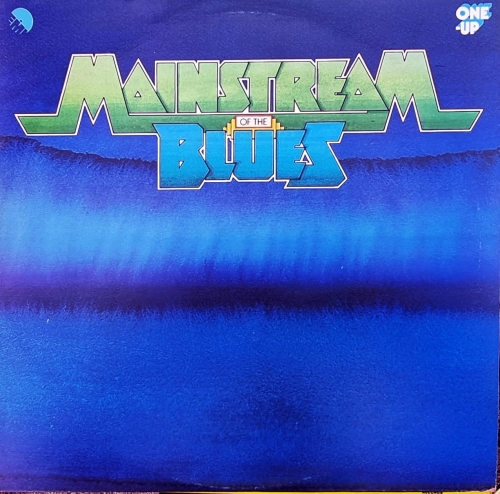 ONE
-UP
MAINSTREAM
OF THE
BLUES